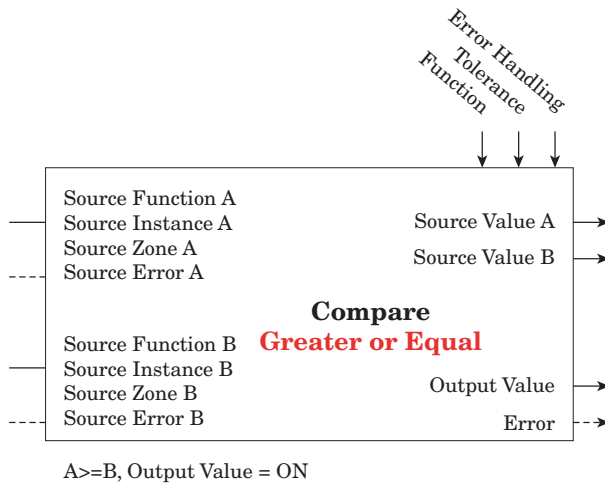 Error Handling
Tolerance
Function
Source Function A
Source Instance A
Source Zone A
Source Error A
Source Value A
Source Value B
Compare
Greater or Equal
Source Function B
Source Instance B
Source Zone B
Source Error B
Output Value
Error
A>=B, Output Value = ON